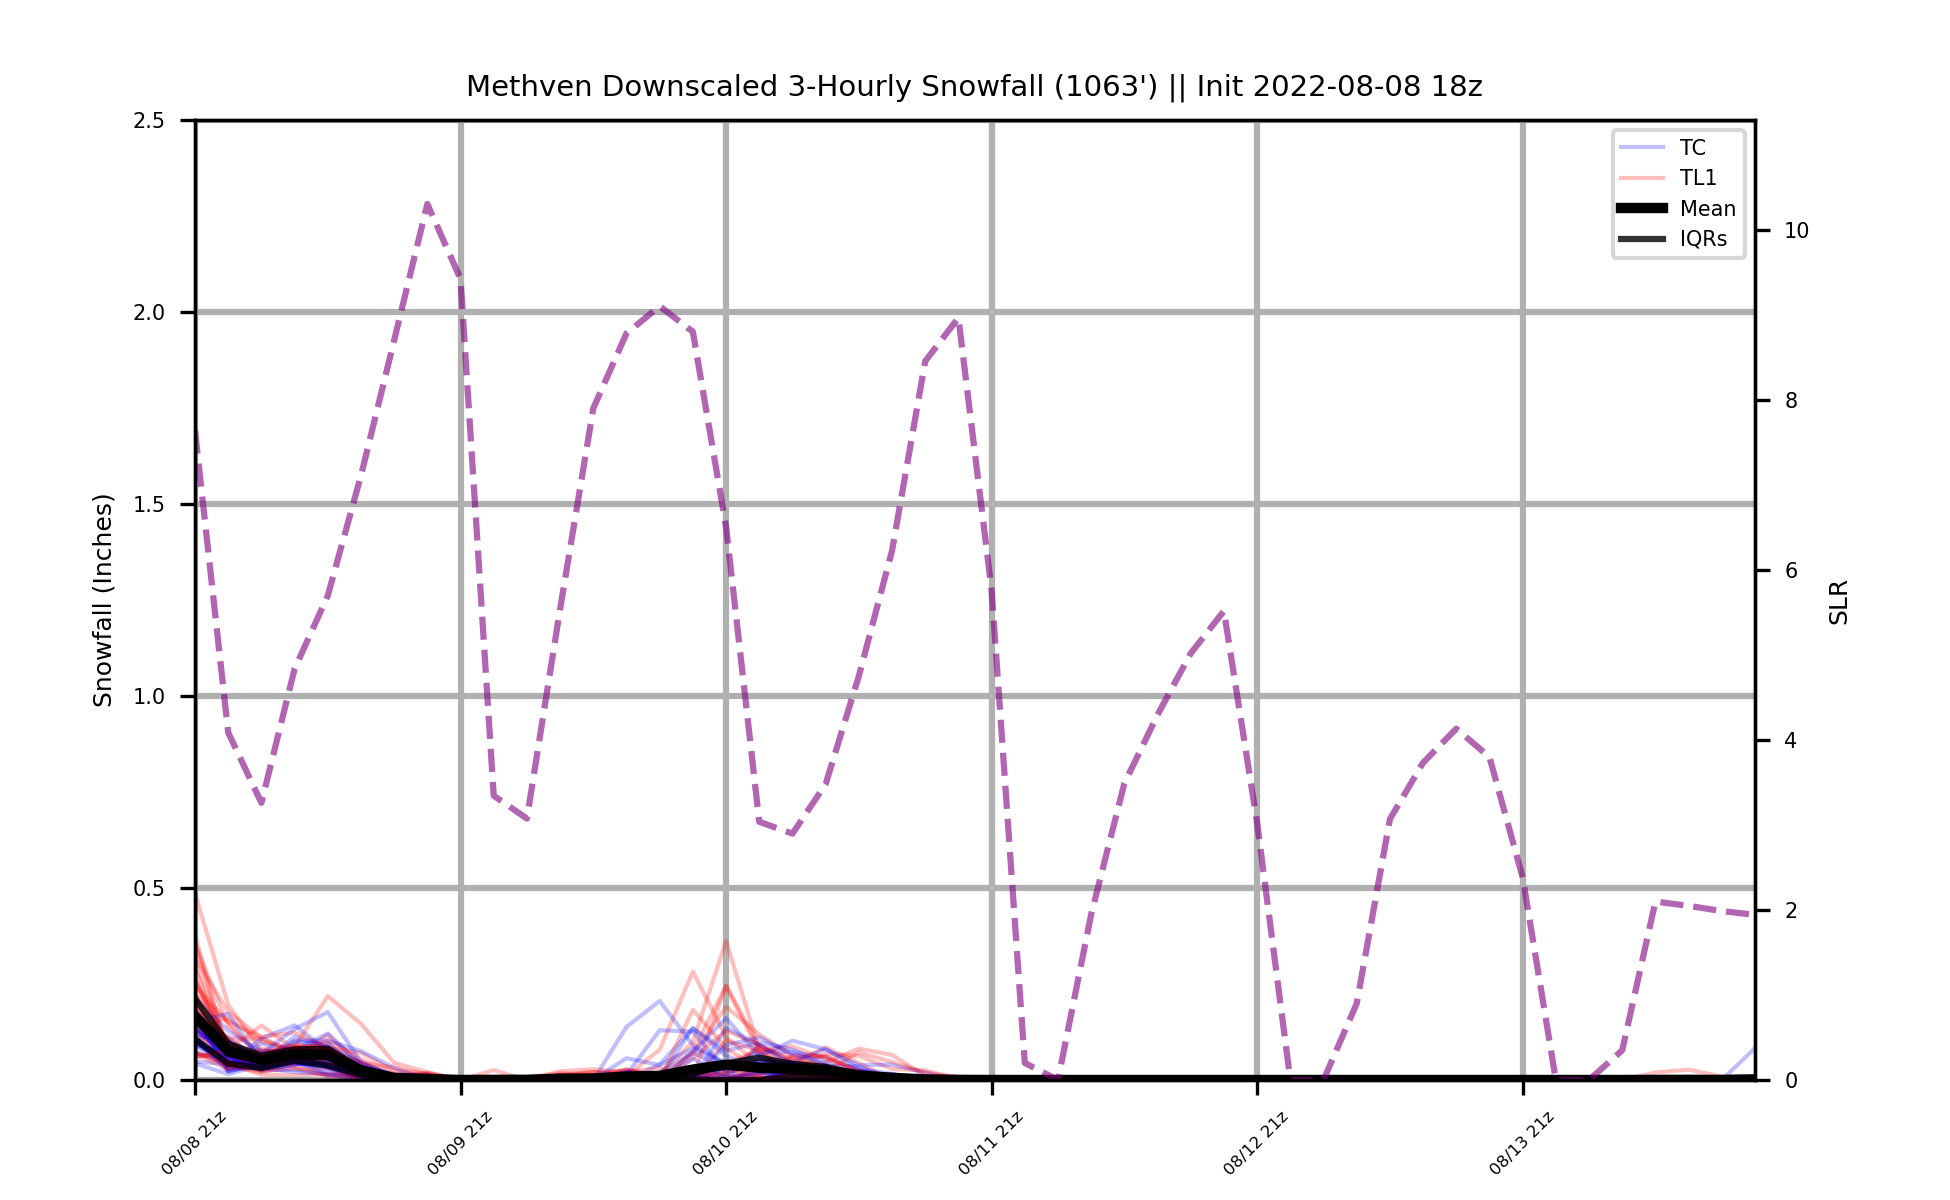 Methven Downscaled 3-Hourly Snowfall (1063') || Init 2022-08-08 18z
TC
TL1
Mean
IQRs
Snowfall (Inches)
2.5
2.0
1.5
1.0
0.5
0.0
SLR
10
8
6
4
2
0
08/08 21z
08/09 21z
08/10 21z
08/11 21z
08/12 21z
08/13 21z